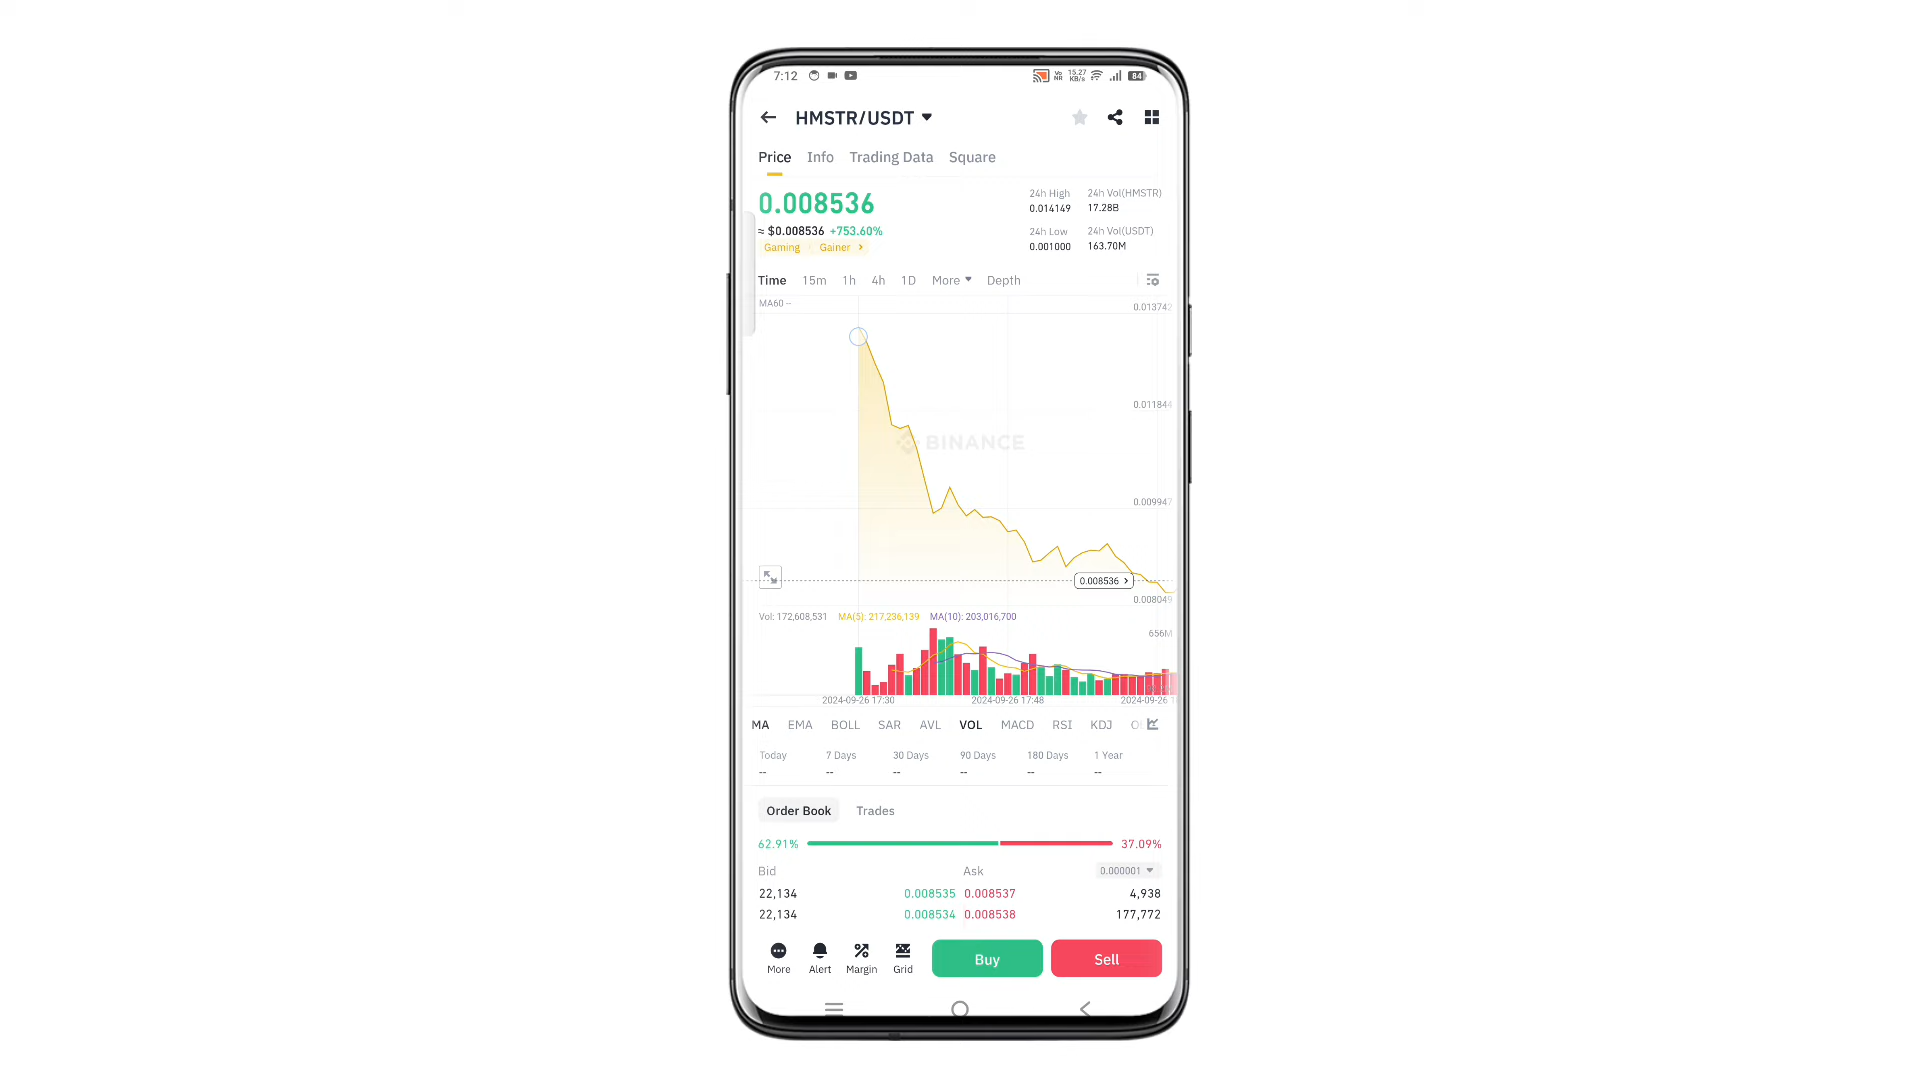 7:12 Vo NR 15.27 KB/s 84
HMSTR/USDT
Price Info Trading Data Square
0.008536
≈ $0.008536 +753.60%
Gaming Gainer
24h High 24h Vol(HMSTR)
0.014149 17.28B
24h Low 24h Vol(USDT)
0.001000 163.70M
Time 15m 1h 4h 1D More Depth
MA60 --
0.013742
0.011844
BINANCE
0.009947
0.008536
0.008049
Vol: 172,608,531 MA(5): 217,236,139 MA(10): 203,016,700
656M
2024-09-26 17:30 2024-09-26 17:48 2024-09-26 1
MA EMA BOLL SAR AVL VOL MACD RSI KDJ
Today 7 Days 30 Days 90 Days 180 Days 1 Year
-- -- -- -- -- --
Order Book Trades
62.91% 37.09%
Bid Ask 0.000001
22,134 0.008535 0.008537 4,938
22,134 0.008534 0.008538 177,772
More Alert Margin Grid Buy Sell